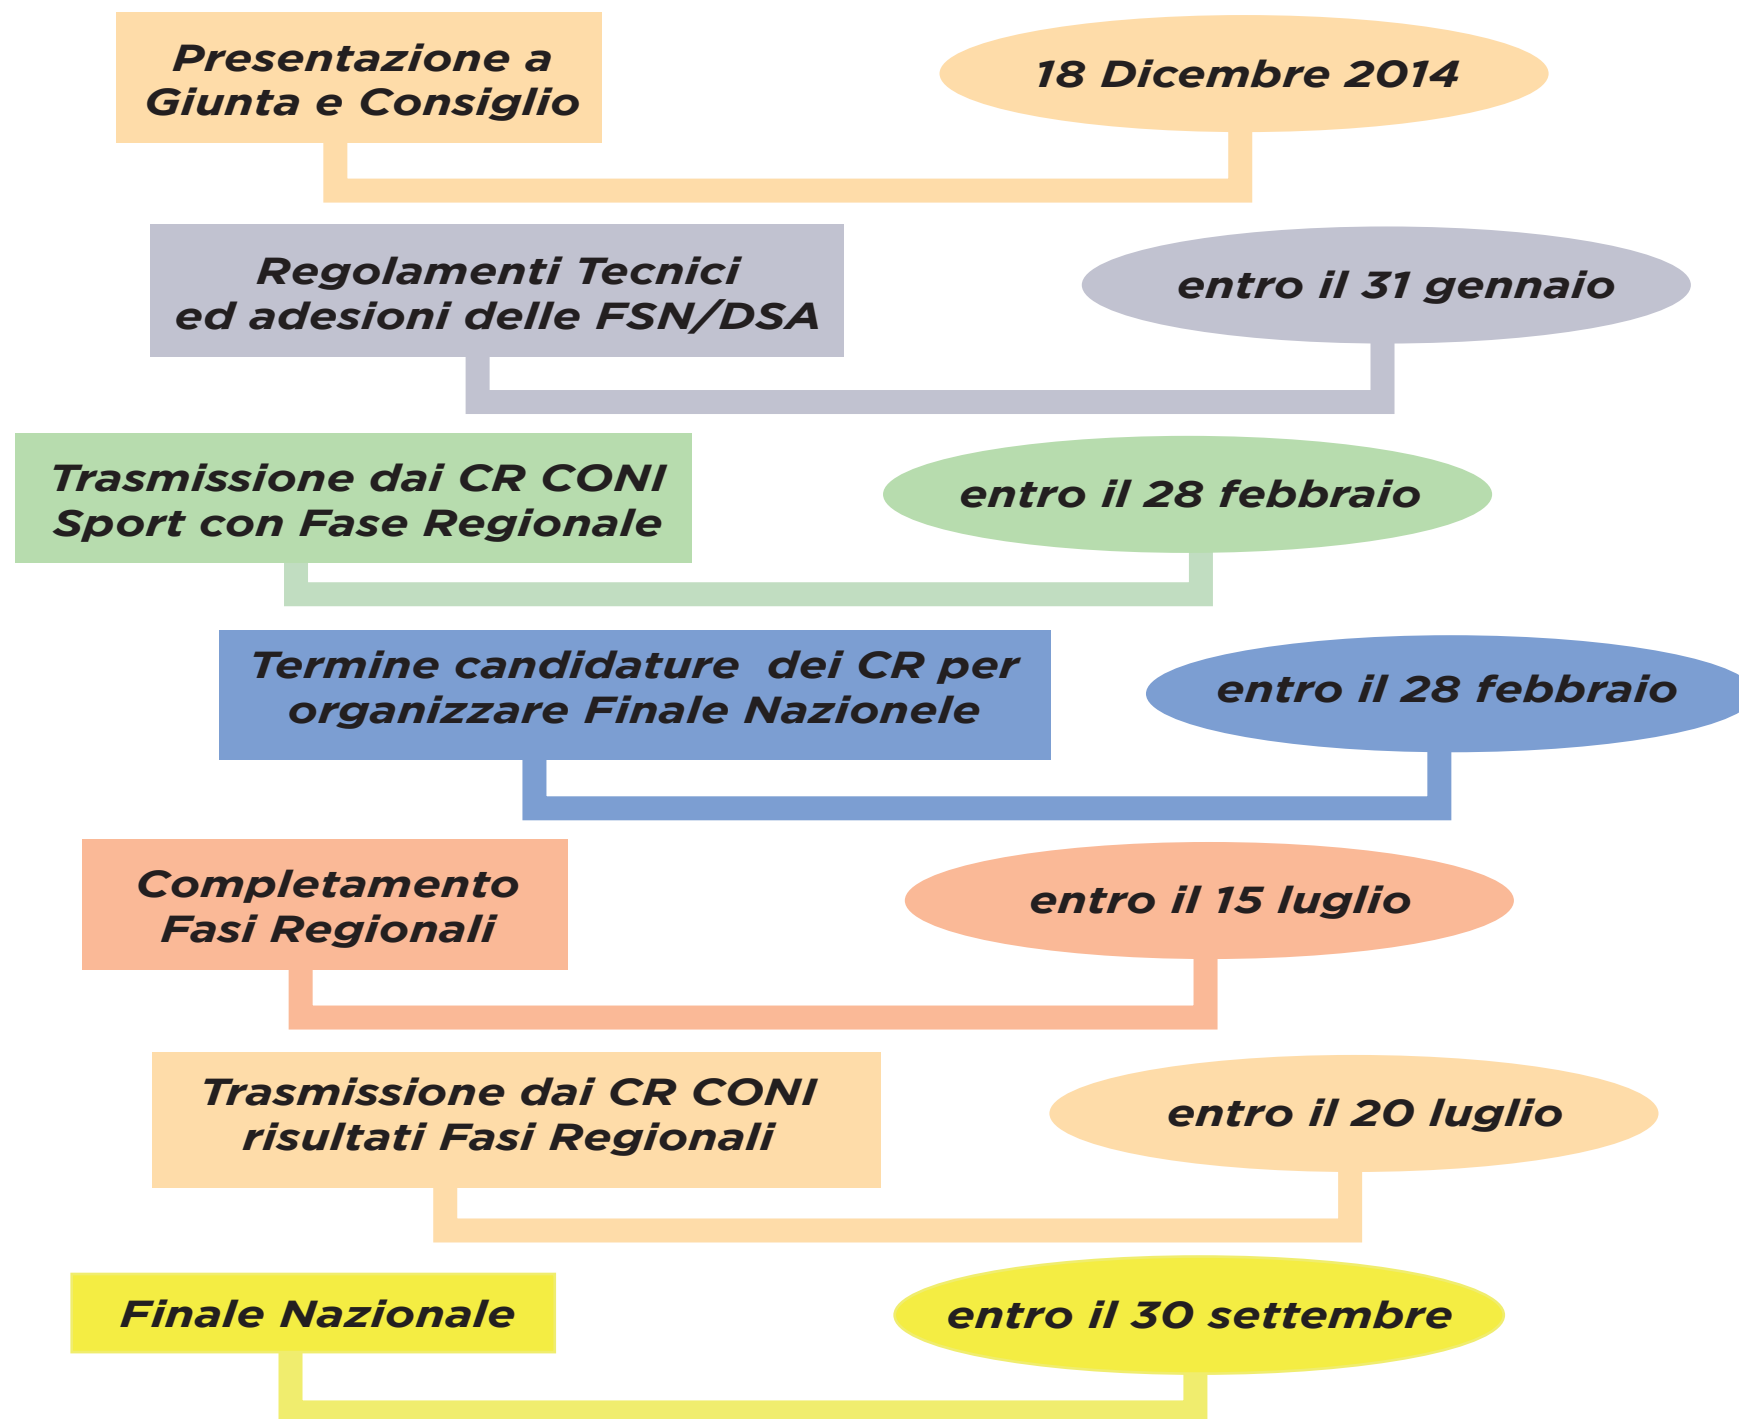 Presentazione a
Giunta e Consiglio
18 Dicembre 2014
Regolamenti Tecnici
ed adesioni delle FSN/DSA
entro il 31 gennaio
Trasmissione dai CR CONI
Sport con Fase Regionale
entro il 28 febbraio
Termine candidature  dei CR per
organizzare Finale Nazionele
entro il 28 febbraio
Completamento
Fasi Regionali
entro il 15 luglio
Trasmissione dai CR CONI
risultati Fasi Regionali
entro il 20 luglio
Finale Nazionale
entro il 30 settembre